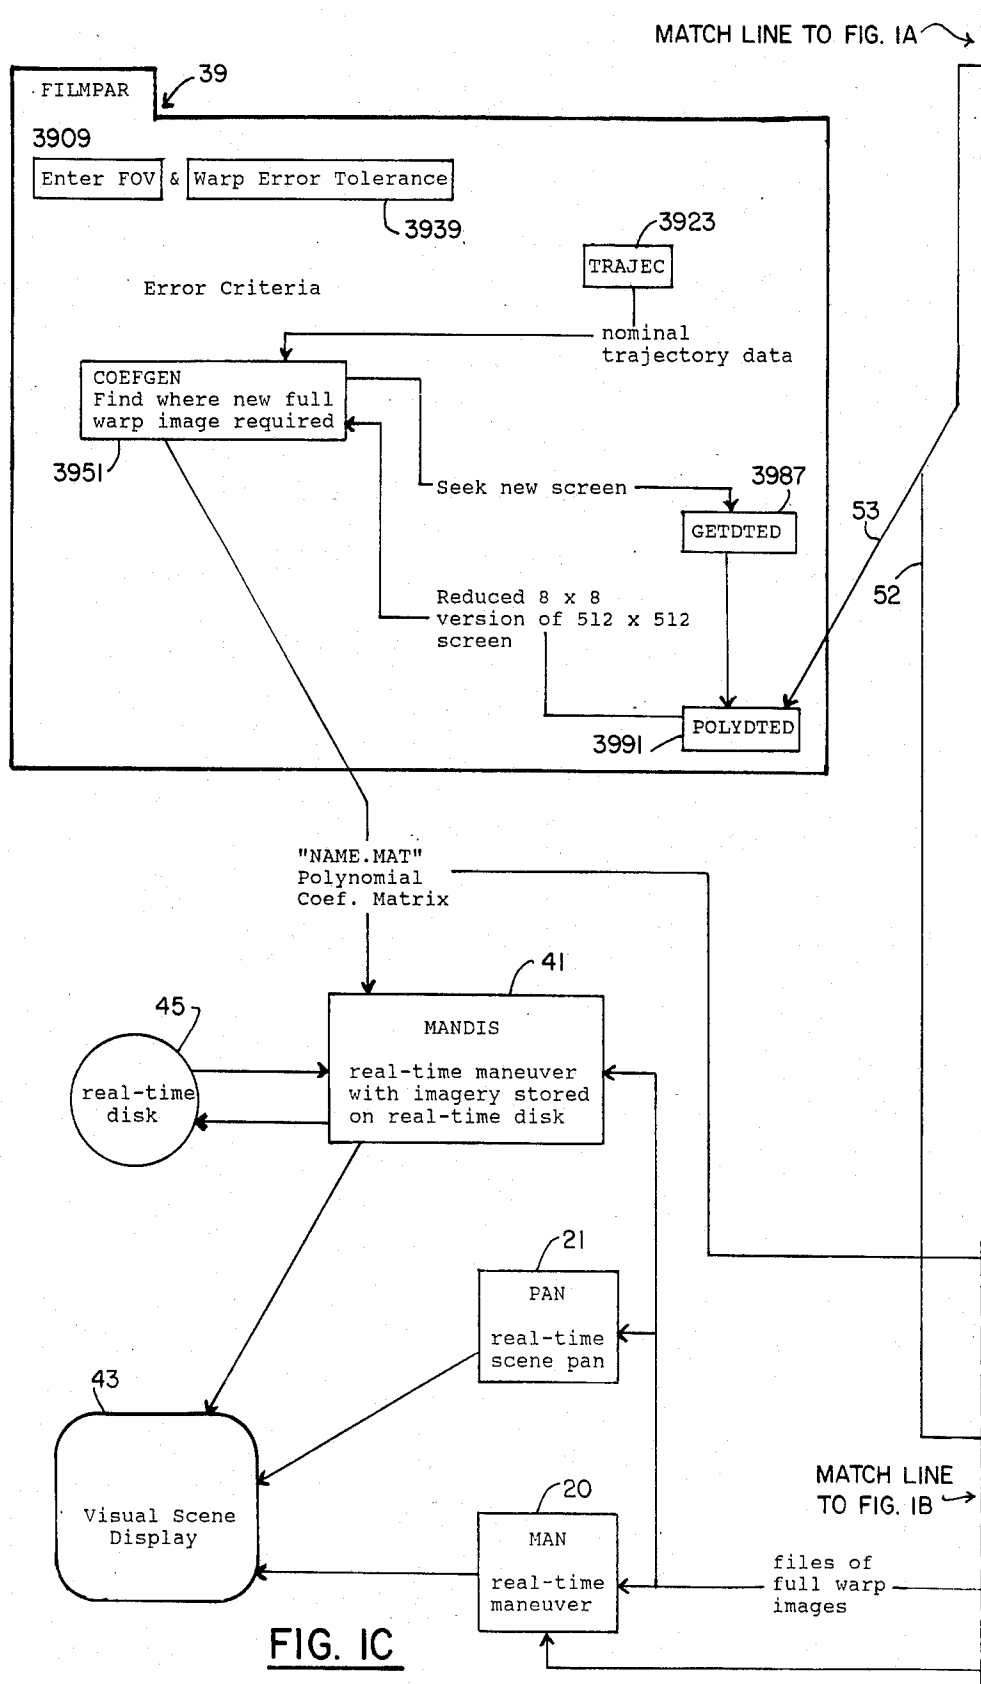 MATCH LINE TO FIG. 1A
39
FILMPAR
3909
Enter FOV & Warp Error Tolerance
3939
3923
TRAJEC
Error Criteria
nominal
trajectory data
COEFGEN
Find where new full
warp image required
3951
Seek new screen
3987
GETDTED
53
52
Reduced 8 x 8
version of 512 x 512
screen
POLYDTED
3991
"NAME.MAT"
Polynomial
Coef. Matrix
41
45
MANDIS
real-time maneuver
with imagery stored
on real-time disk
real-time
disk
21
PAN
real-time
scene pan
43
Visual Scene
Display
MATCH LINE
TO FIG. 1B
20
MAN
real-time
maneuver
files of
full warp
images
FIG. 1C